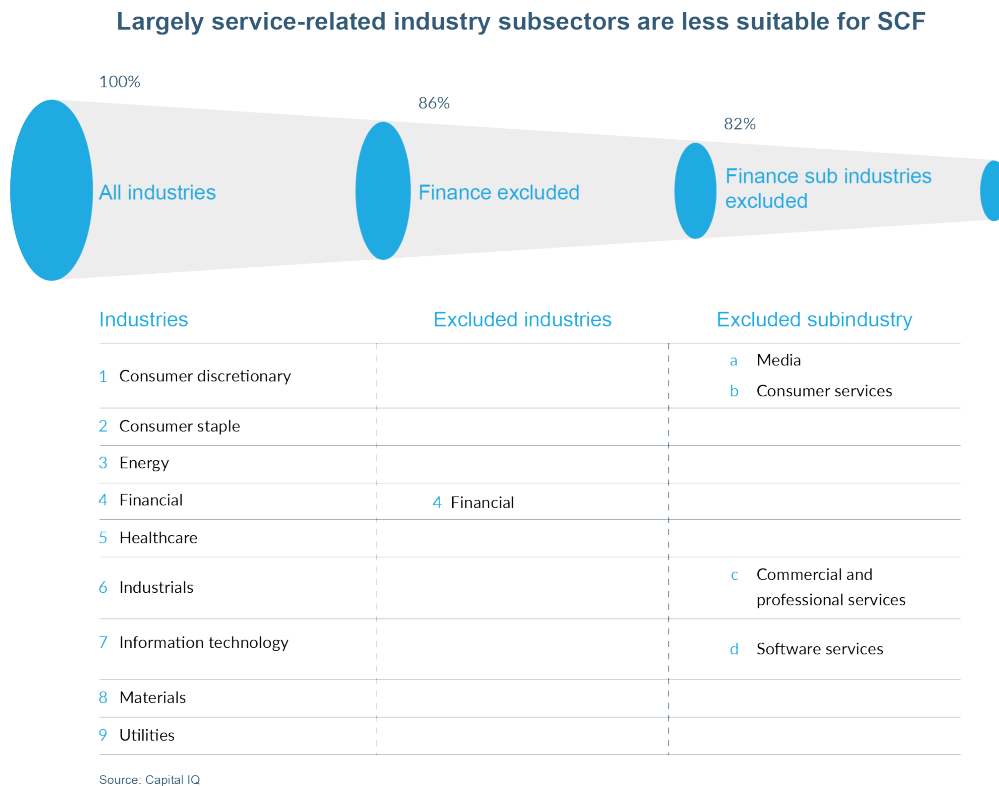 Largely service-related industry subsectors are less suitable for SCF
100%
86%
82%
All industries
Finance excluded
Finance sub industries
excluded
Industries
Excluded industries
Excluded subindustry
1 Consumer discretionary
a Media
b Consumer services
2 Consumer staple
3 Energy
4 Financial
4 Financial
5 Healthcare
6 Industrials
c Commercial and
professional services
7 Information technology
d Software services
8 Materials
9 Utilities
Source: Capital IQ